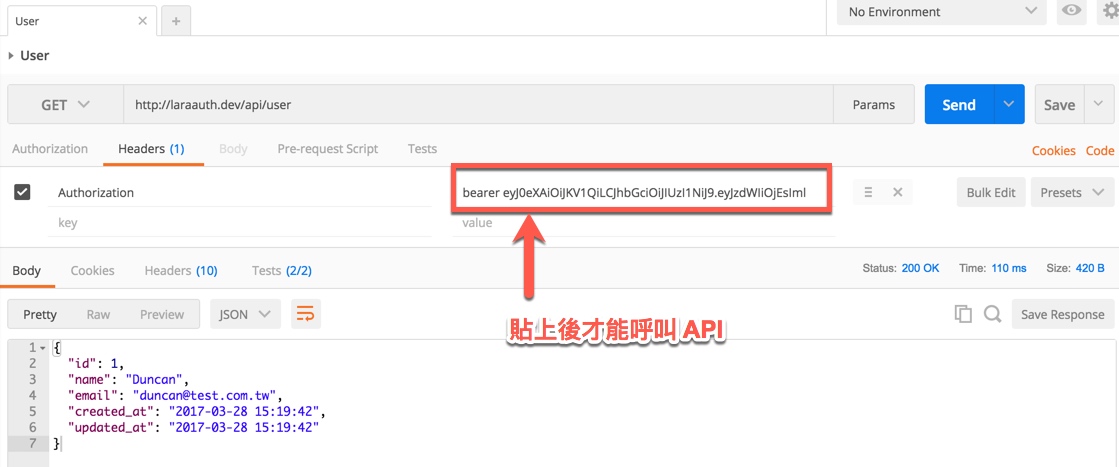 User
No Environment
User
GET
http://laraauth.dev/api/user
Params
Send
Save
Authorization
Headers (1)
Body
Pre-request Script
Tests
Cookies
Code
Authorization
bearer eyJ0eXAiOiJKV1QiLCJhbGciOiJIUzI1NiJ9.eyJzdWIiOjEsIml
Bulk Edit
Presets
key
value
Body
Cookies
Headers (10)
Tests (2/2)
Status: 200 OK
Time: 110 ms
Size: 420 B
Pretty
Raw
Preview
JSON
Save Response
貼上後才能呼叫 API
1 {
2 "id": 1,
3 "name": "Duncan",
4 "email": "duncan@test.com.tw",
5 "created_at": "2017-03-28 15:19:42",
6 "updated_at": "2017-03-28 15:19:42"
7 }